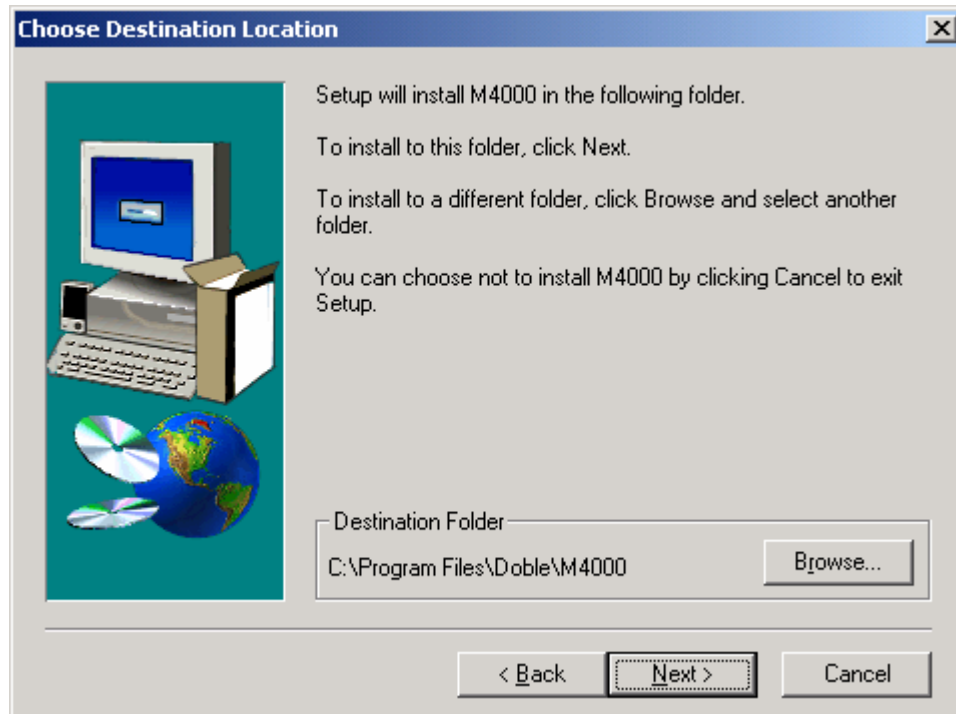 Choose Destination Location
Setup will install M4000 in the following folder.
To install to this folder, click Next.
To install to a different folder, click Browse and select another
folder.
You can choose not to install M4000 by clicking Cancel to exit
Setup.
Destination Folder
C:\Program Files\Doble\M4000
Browse...
< Back
Next >
Cancel